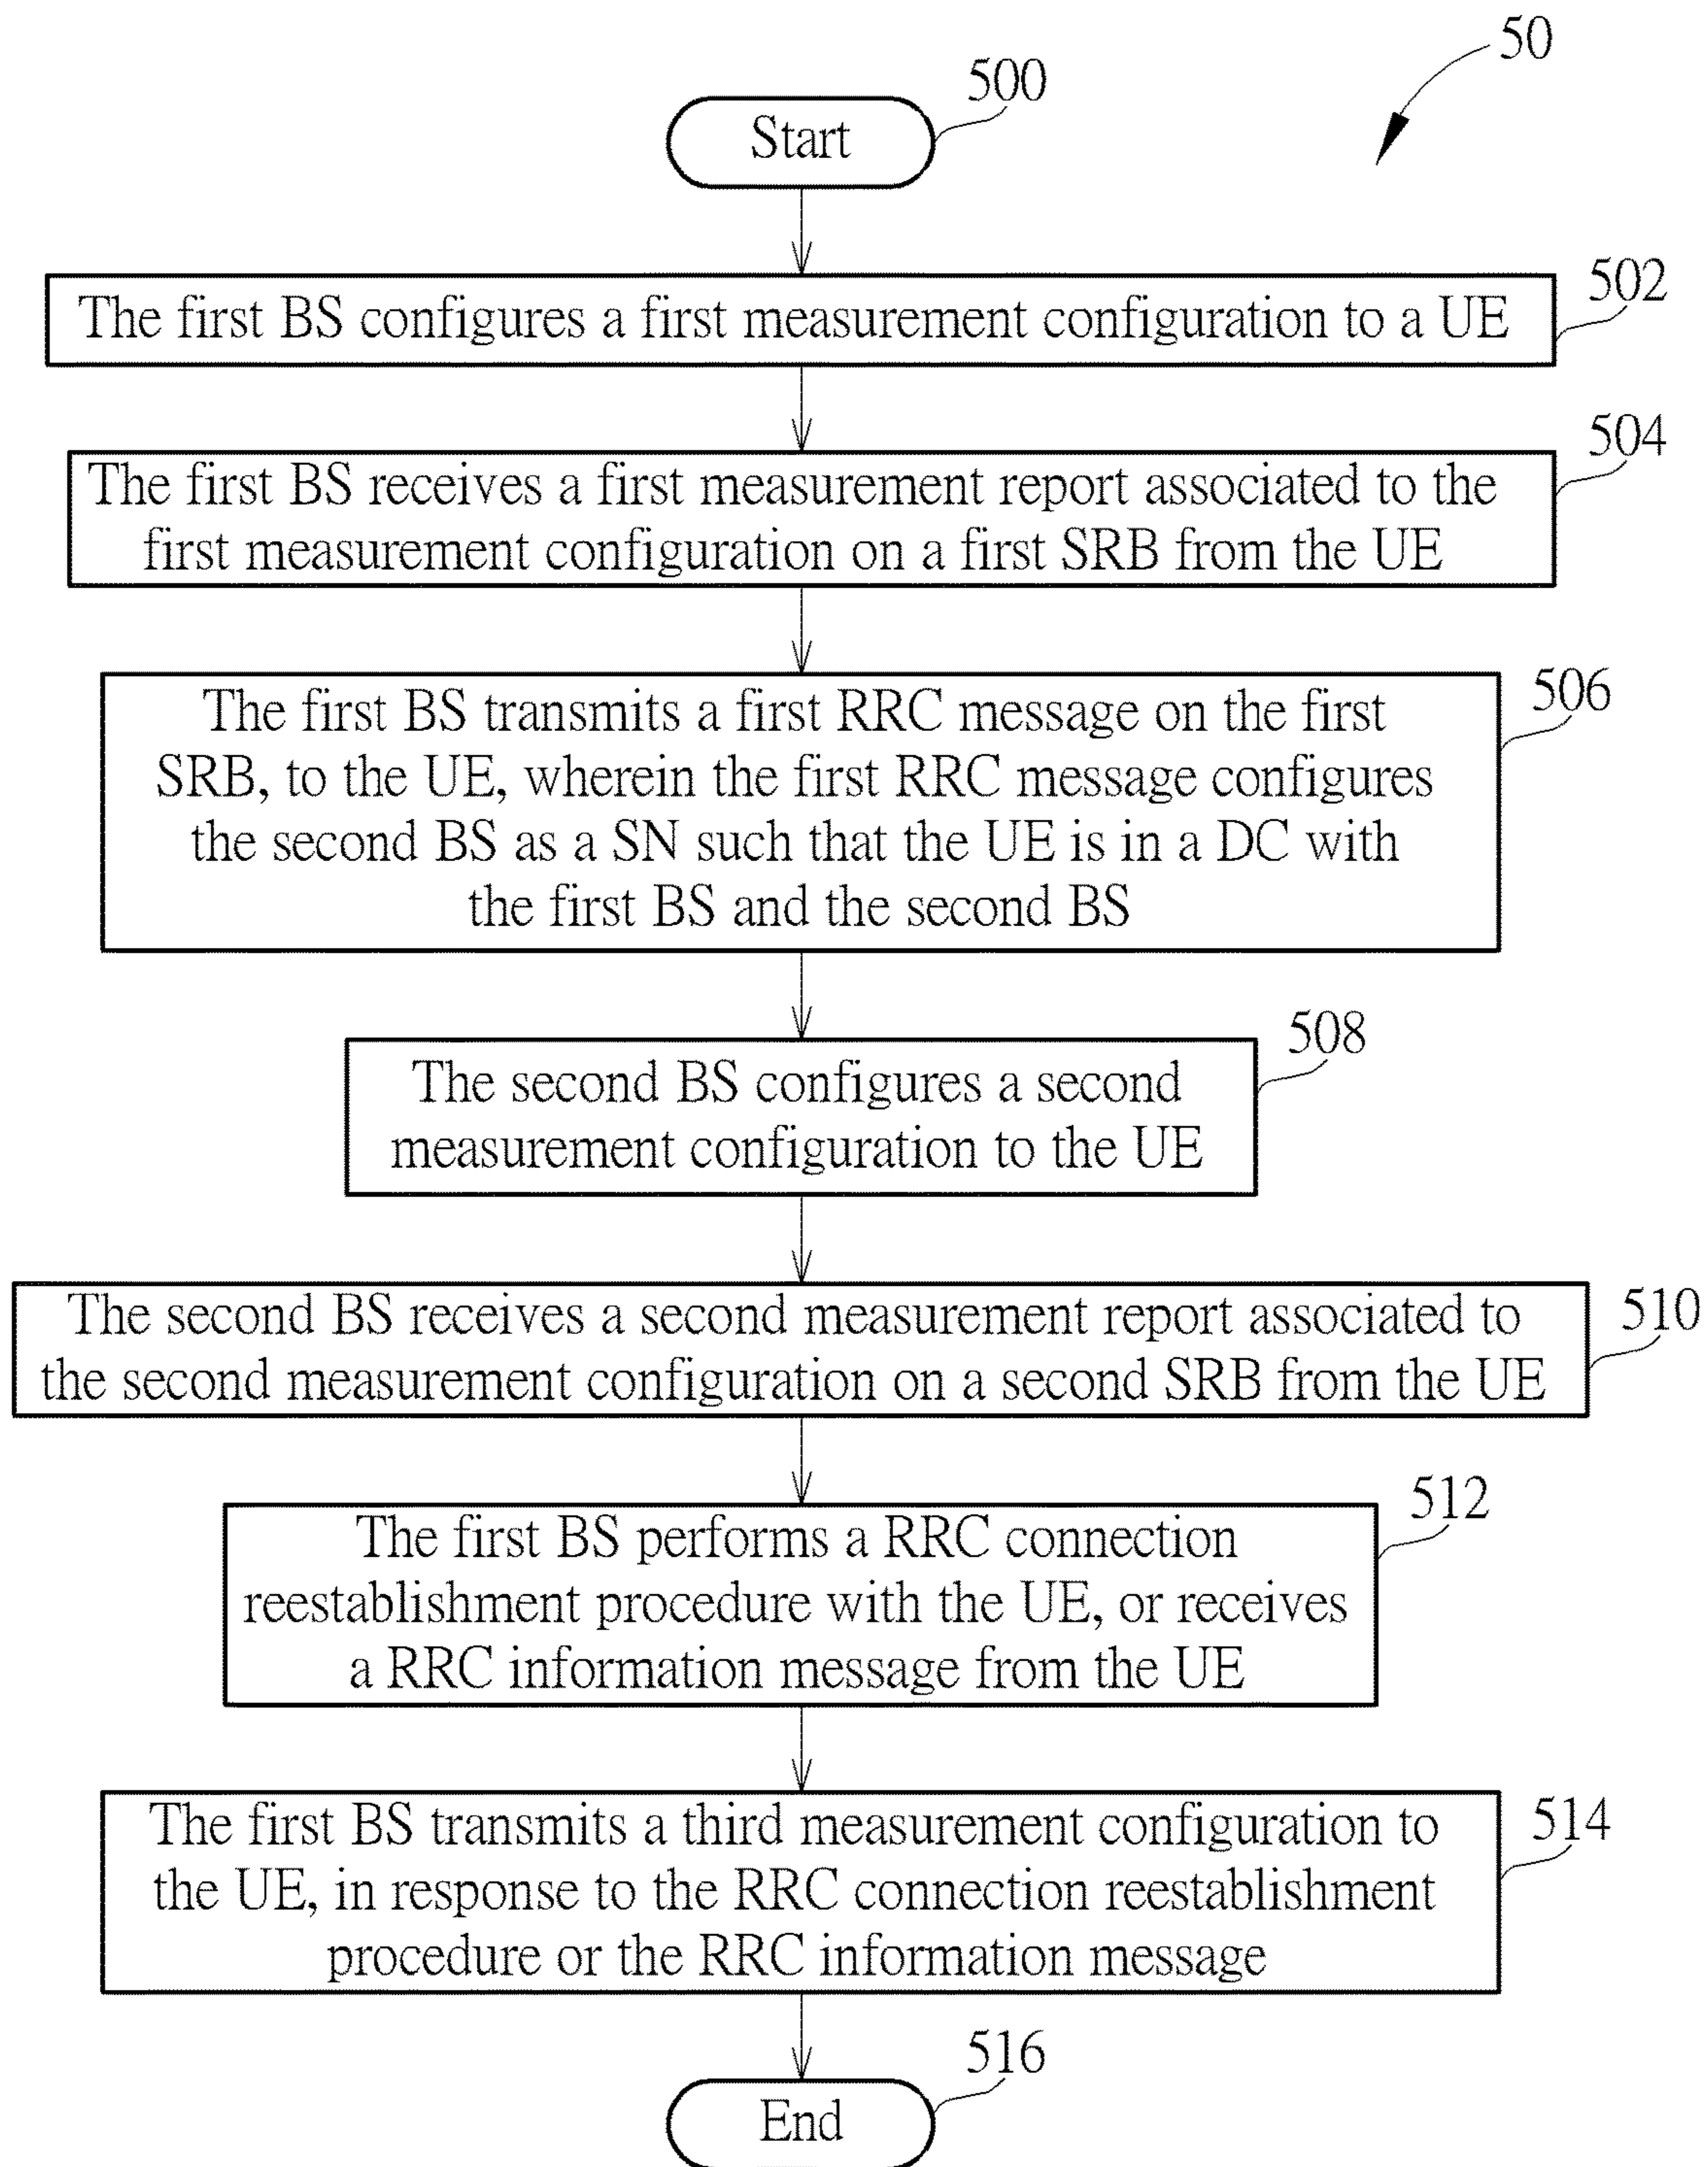 50
500
Start
502
The first BS configures a first measurement configuration to a UE
504
The first BS receives a first measurement report associated to the
first measurement configuration on a first SRB from the UE
506
The first BS transmits a first RRC message on the first
SRB, to the UE, wherein the first RRC message configures
the second BS as a SN such that the UE is in a DC with
the first BS and the second BS
508
The second BS configures a second
measurement configuration to the UE
510
The second BS receives a second measurement report associated to
the second measurement configuration on a second SRB from the UE
512
The first BS performs a RRC connection
reestablishment procedure with the UE, or receives
a RRC information message from the UE
514
The first BS transmits a third measurement configuration to
the UE, in response to the RRC connection reestablishment
procedure or the RRC information message
516
End